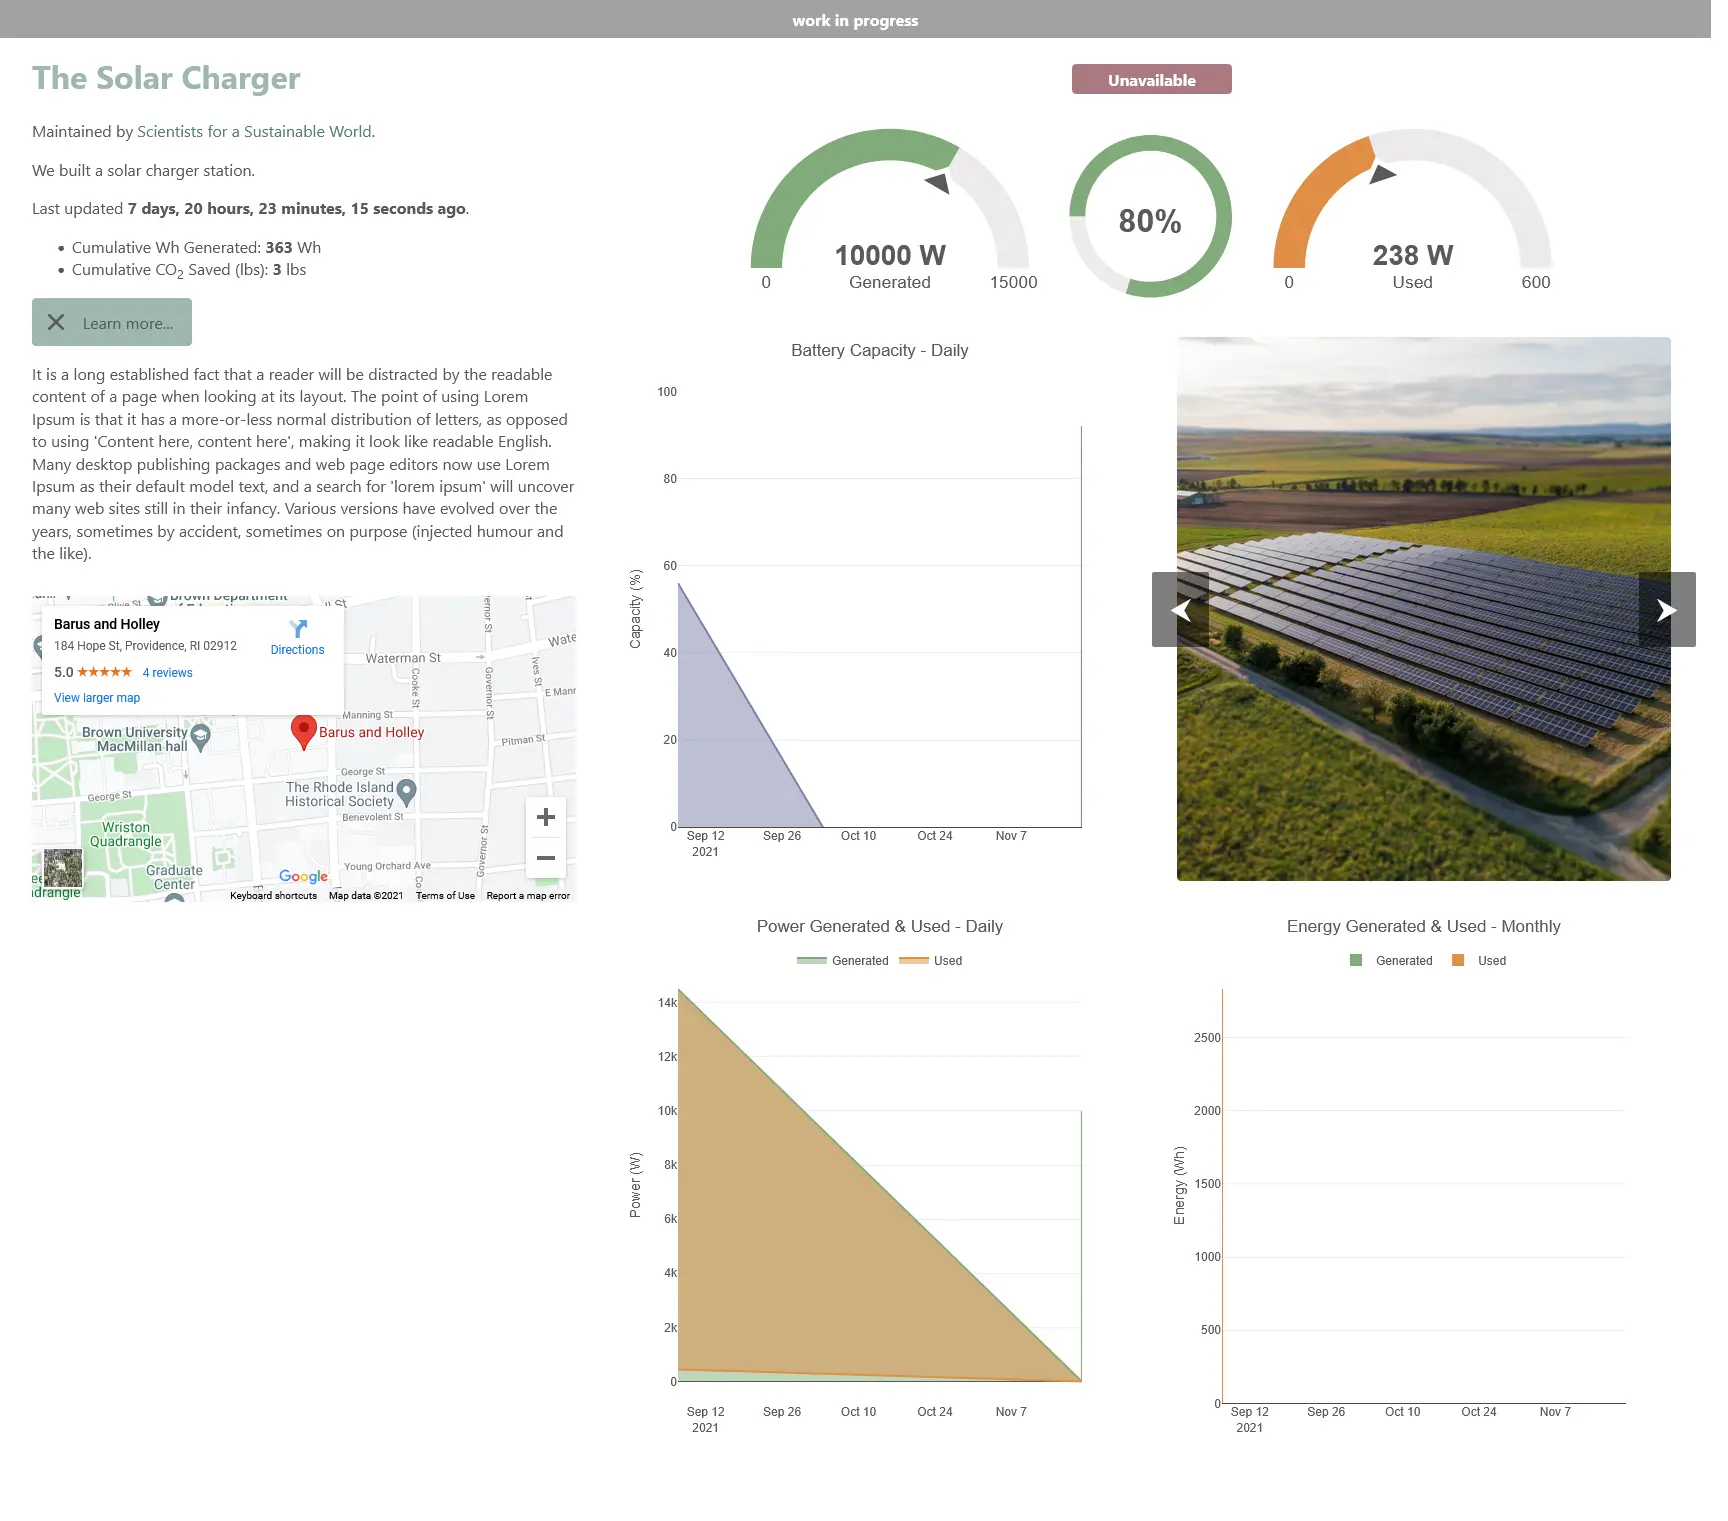 work in progress
The Solar Charger
Maintained by Scientists for a Sustainable World.
We built a solar charger station.
Last updated 7 days, 20 hours, 23 minutes, 15 seconds ago.
• Cumulative Wh Generated: 363 Wh
• Cumulative CO2 Saved (lbs): 3 lbs
Learn more...
It is a long established fact that a reader will be distracted by the readable
content of a page when looking at its layout. The point of using Lorem
Ipsum is that it has a more-or-less normal distribution of letters, as opposed
to using 'Content here, content here', making it look like readable English.
Many desktop publishing packages and web page editors now use Lorem
Ipsum as their default model text, and a search for 'lorem ipsum' will uncover
many web sites still in their infancy. Various versions have evolved over the
years, sometimes by accident, sometimes on purpose (injected humour and
the like).
Brown Department
Olive St
Barus and Holley
184 Hope St, Providence, RI 02912
5.0 ★★★★★ 4 reviews
View larger map
Directions
Waterman St
Governor St
Cooke St
Ives St
Manning St
Pitman St
Brown University
MacMillan hall
Barus and Holley
George St
George St
The Rhode Island
Historical Society
Benevolent St
Wriston
Quadrangle
Governor St
Young Orchard Ave
Graduate
Center
Google
Keyboard shortcuts
Map data ©2021
Terms of Use
Report a map error
Unavailable
10000 W
Generated
0
15000
80%
238 W
Used
0
600
Battery Capacity - Daily
100
80
60
40
20
0
Capacity (%)
Sep 12
2021
Sep 26
Oct 10
Oct 24
Nov 7
Power Generated & Used - Daily
Generated
Used
14k
12k
10k
8k
6k
4k
2k
0
Power (W)
Sep 12
2021
Sep 26
Oct 10
Oct 24
Nov 7
Energy Generated & Used - Monthly
Generated
Used
2500
2000
1500
1000
500
0
Energy (Wh)
Sep 12
2021
Sep 26
Oct 10
Oct 24
Nov 7